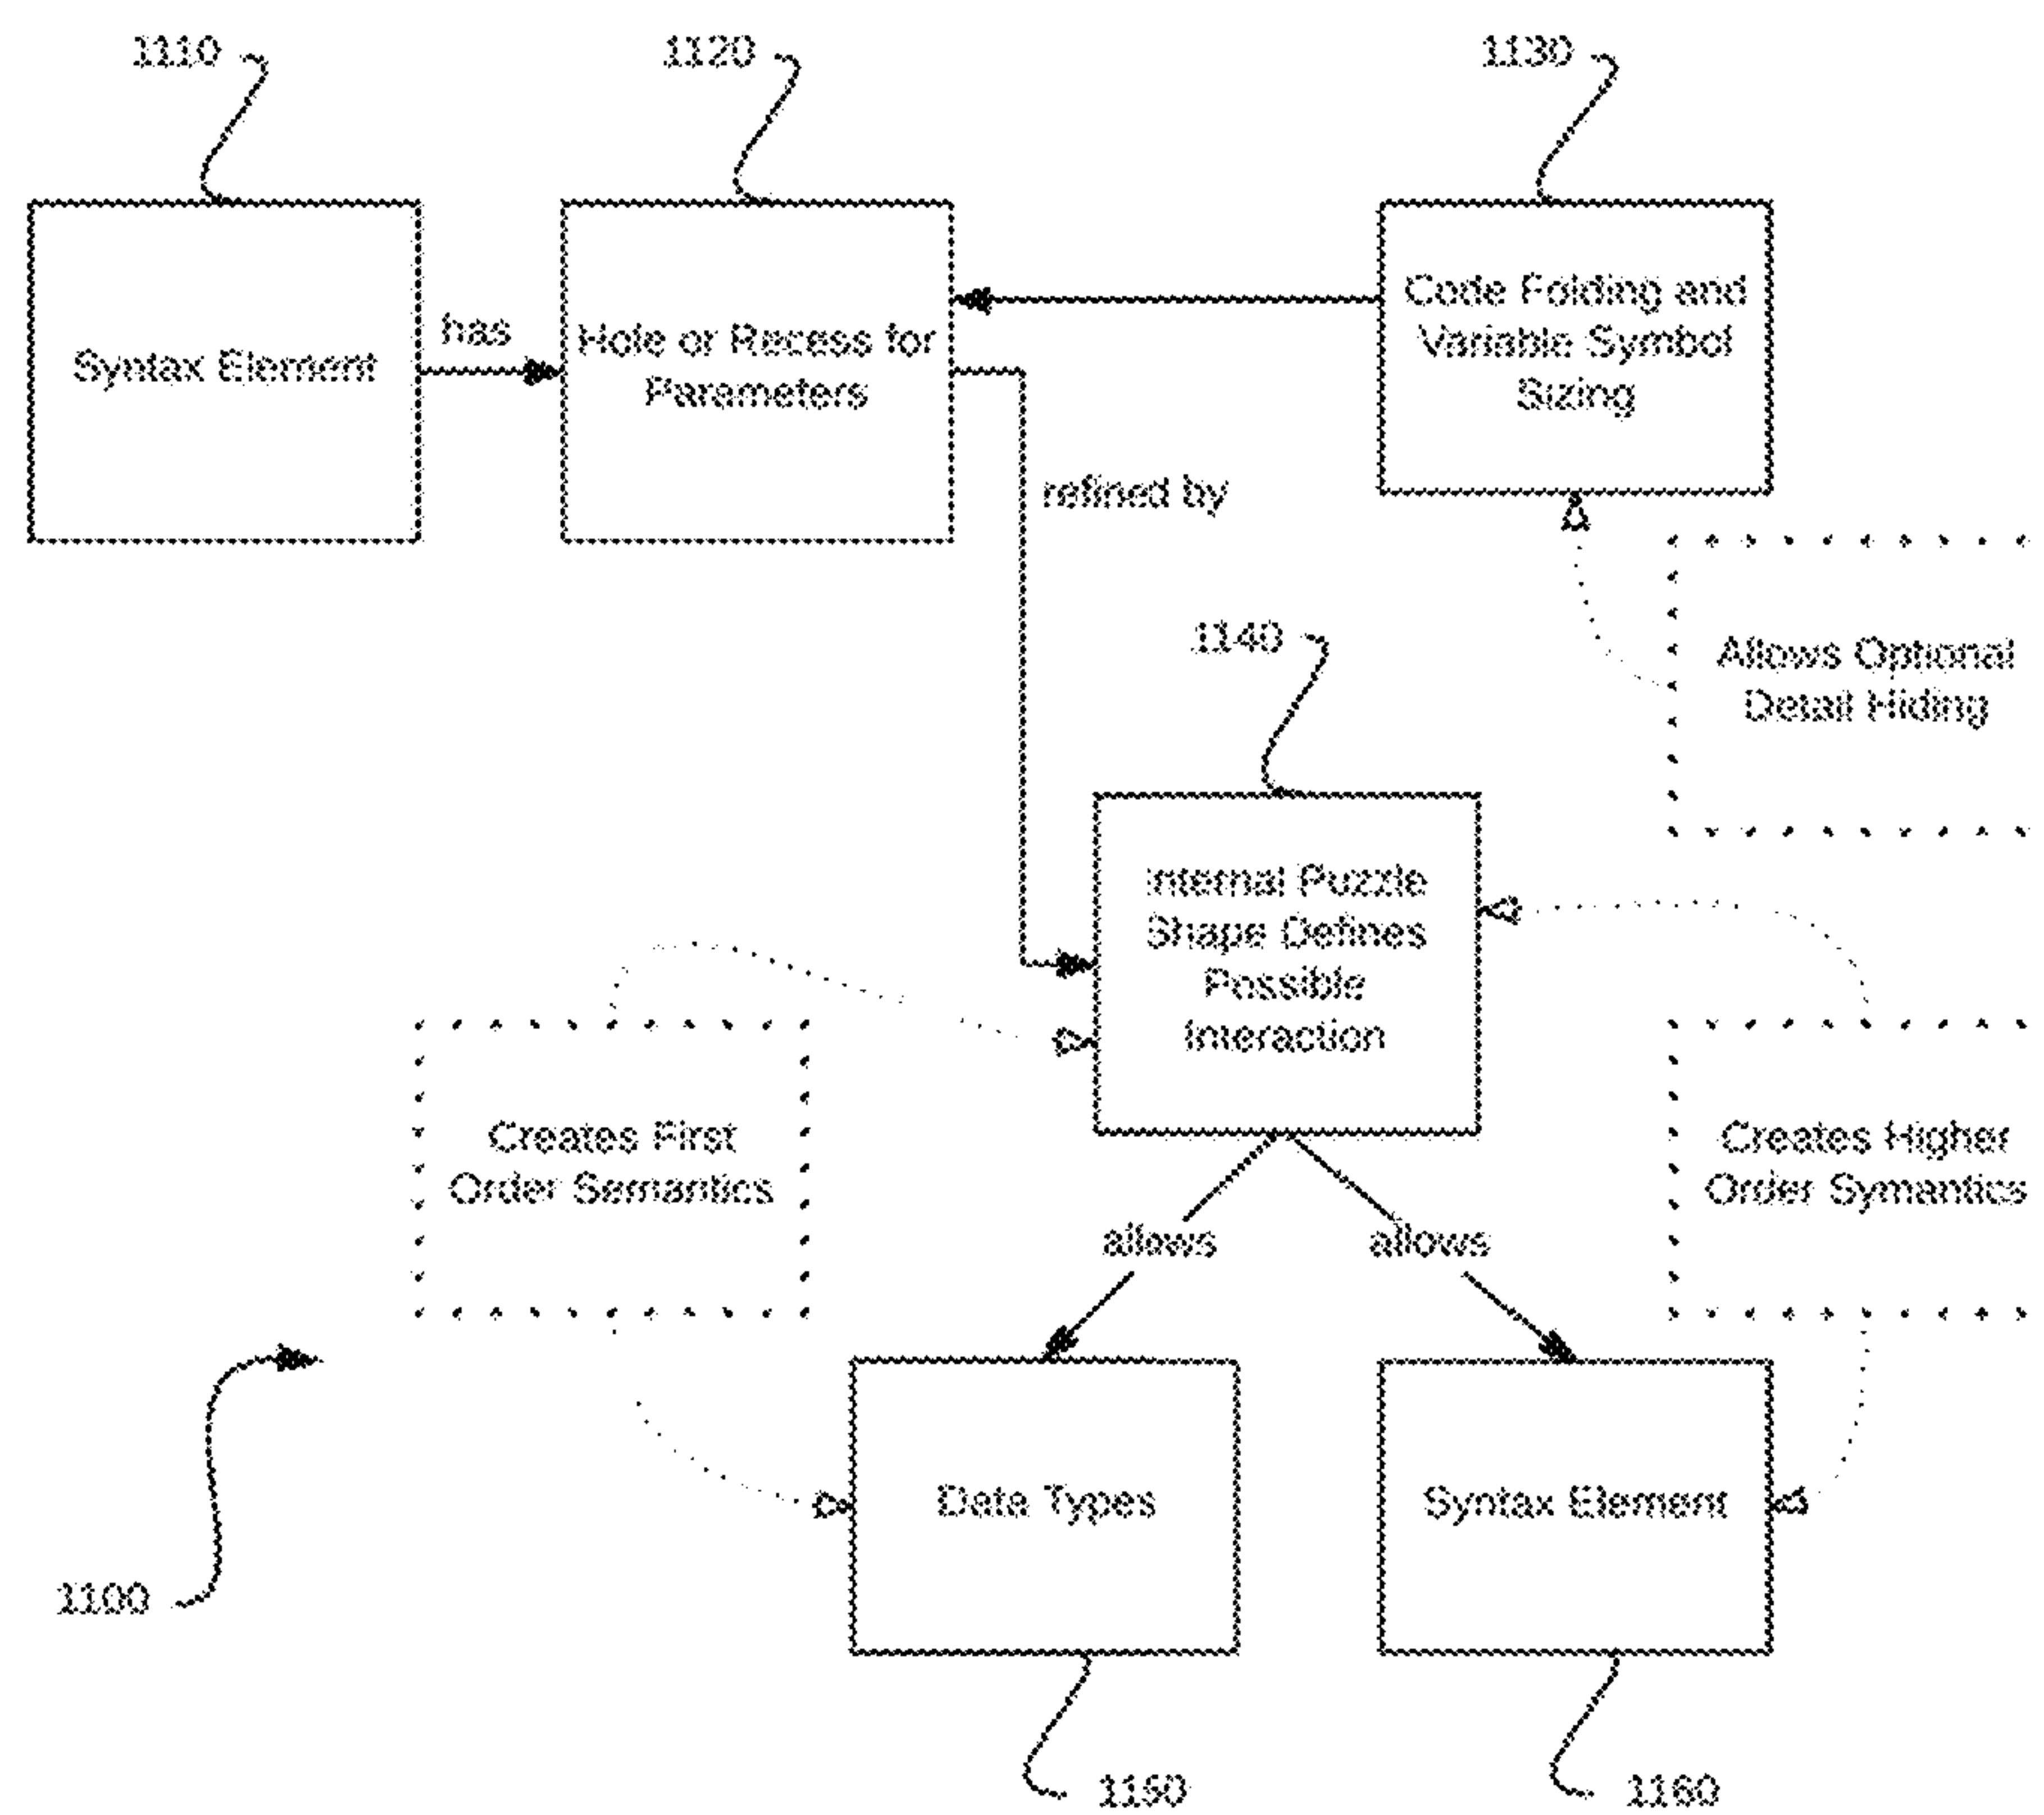 1110
1120
1130
Syntax Element
has
Hole or Recess for
Parameters
Code Folding and
Variable Symbol
Sizing
refined by
1140
Allows Optional
Detail Hiding
Internal Puzzle
Shape Defines
Possible
Interaction
Creates First
Order Semantics
Creates Higher
Order Symantics
allows
allows
Data Types
Syntax Element
1100
1150
1160